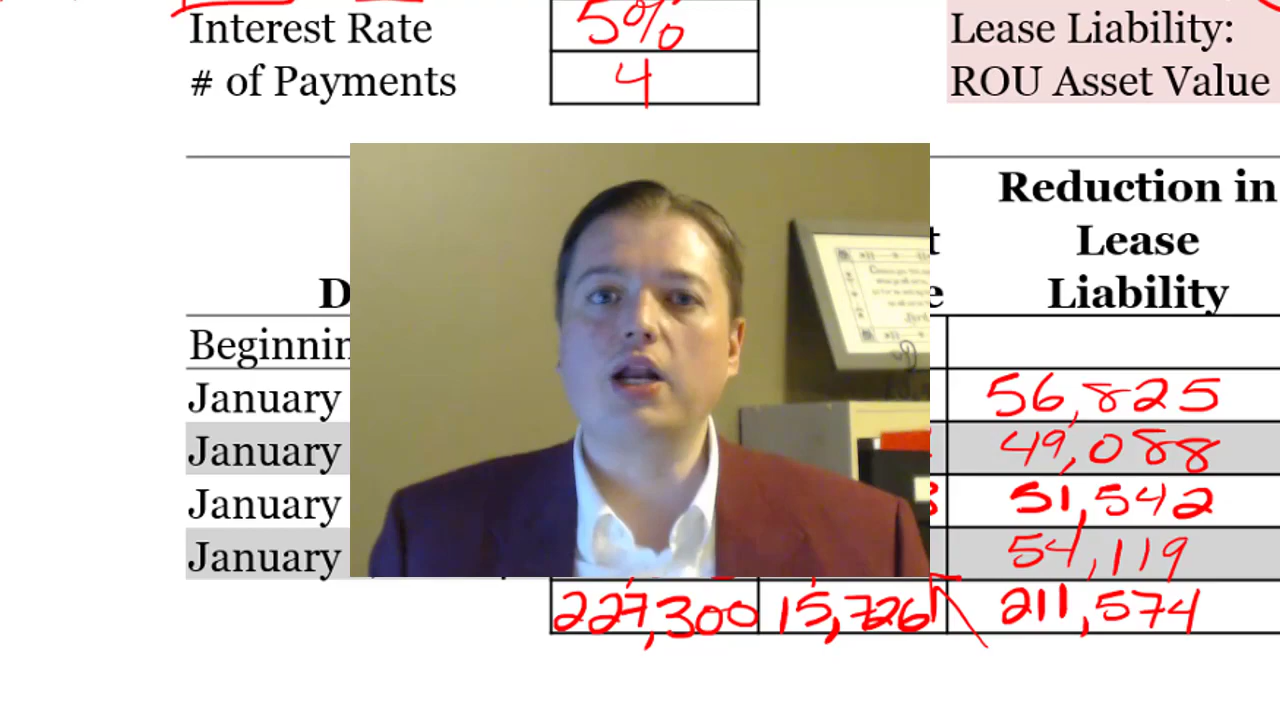 Interest Rate 5% Lease Liability:
# of Payments 4 ROU Asset Value
Reduction in
Lease
Liability
Beginnin
January 56,825
January 49,088
January 51,542
January 54,119
227,300 15,726 211,574